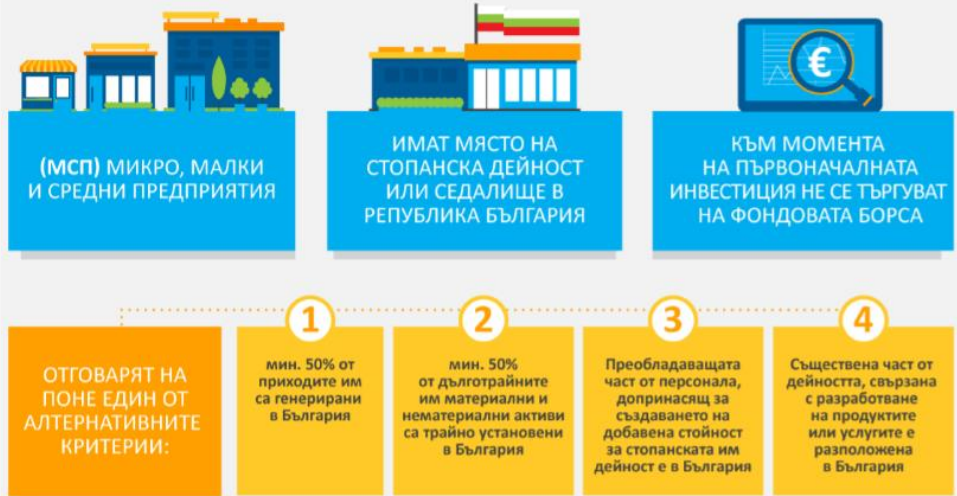 €
(МСП) МИКРО, МАЛКИ
И СРЕДНИ ПРЕДПРИЯТИЯ
ИМАТ МЯСТО НА
СТОПАНСКА ДЕЙНОСТ
ИЛИ СЕДАЛИЩЕ В
РЕПУБЛИКА БЪЛГАРИЯ
КЪМ МОМЕНТА
НА ПЪРВОНАЧАЛНАТА
ИНВЕСТИЦИЯ НЕ СЕ ТЪРГУВАТ
НА ФОНДОВАТА БОРСА
ОТГОВАРЯТ НА
ПОНЕ ЕДИН ОТ
АЛТЕРНАТИВНИТЕ
КРИТЕРИИ:
1
мин. 50% от
приходите им
са генерирани
в България
2
мин. 50%
от дълготрайните
им материални и
нематериални активи
са трайно установени
в България
3
Преобладаващата
част от персонала,
допринасящ за
създаването на
добавена стойност
за стопанската им
дейност е в България
4
Съществена част от
дейността, свързана
с разработване
на продуктите
или услугите е
разположена
в България